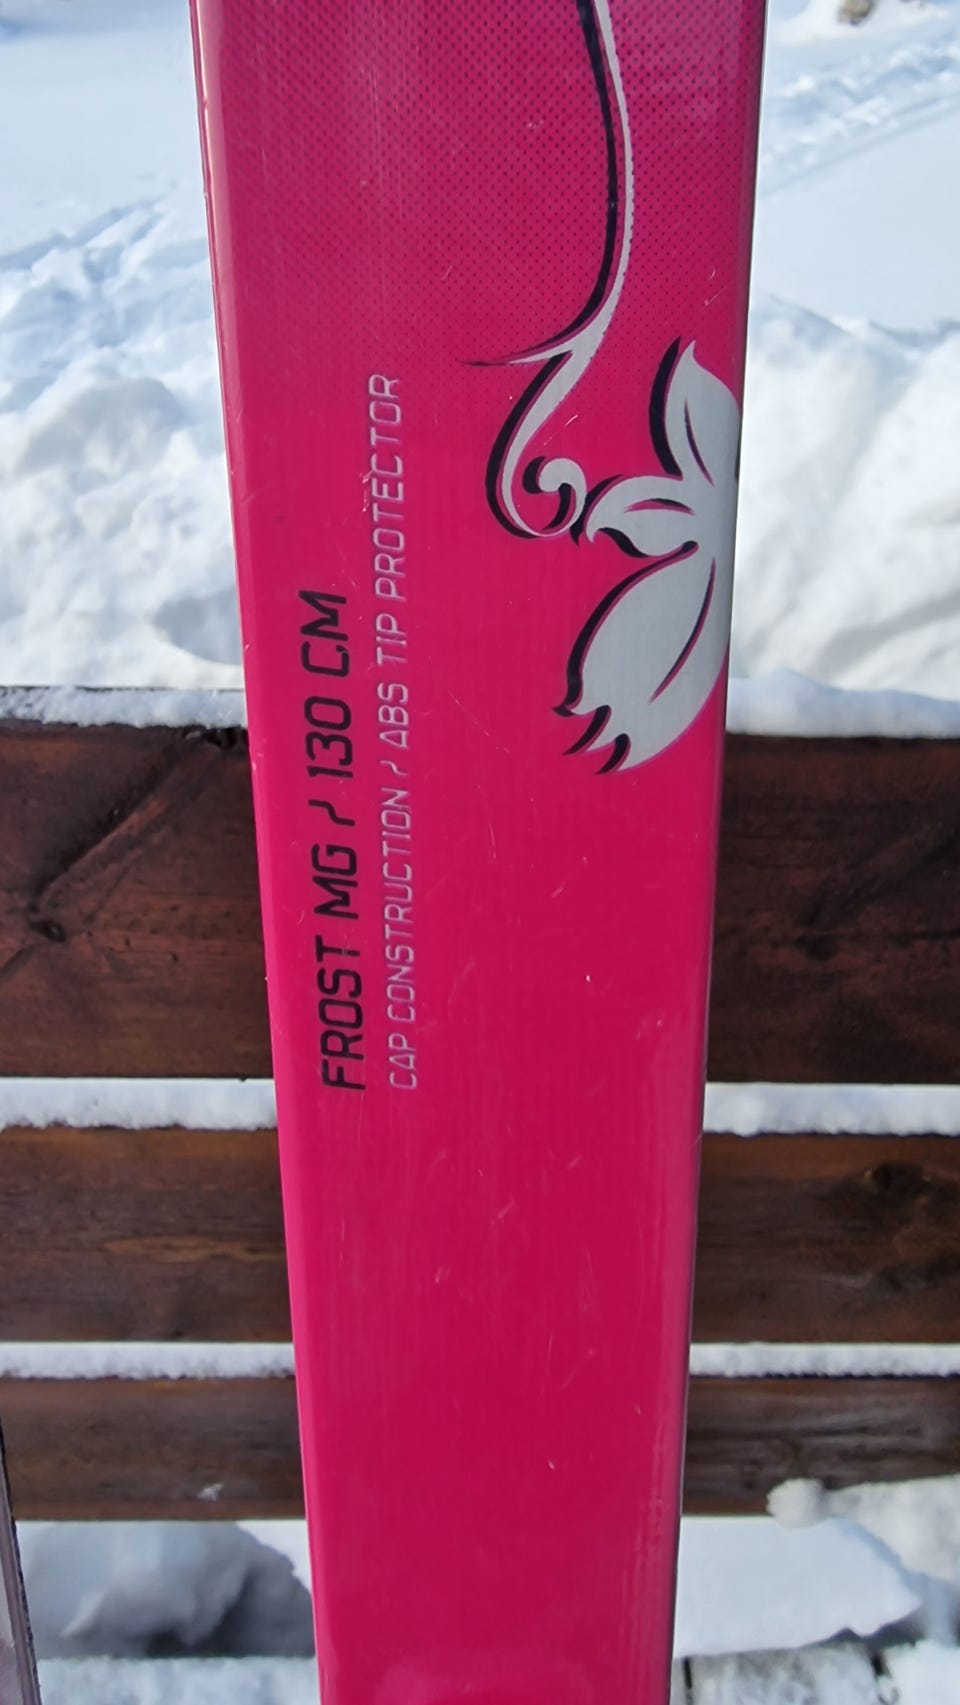 FROST MG / 130 CM
CAP CONSTRUCTION / ABS TIP PROTECTOR